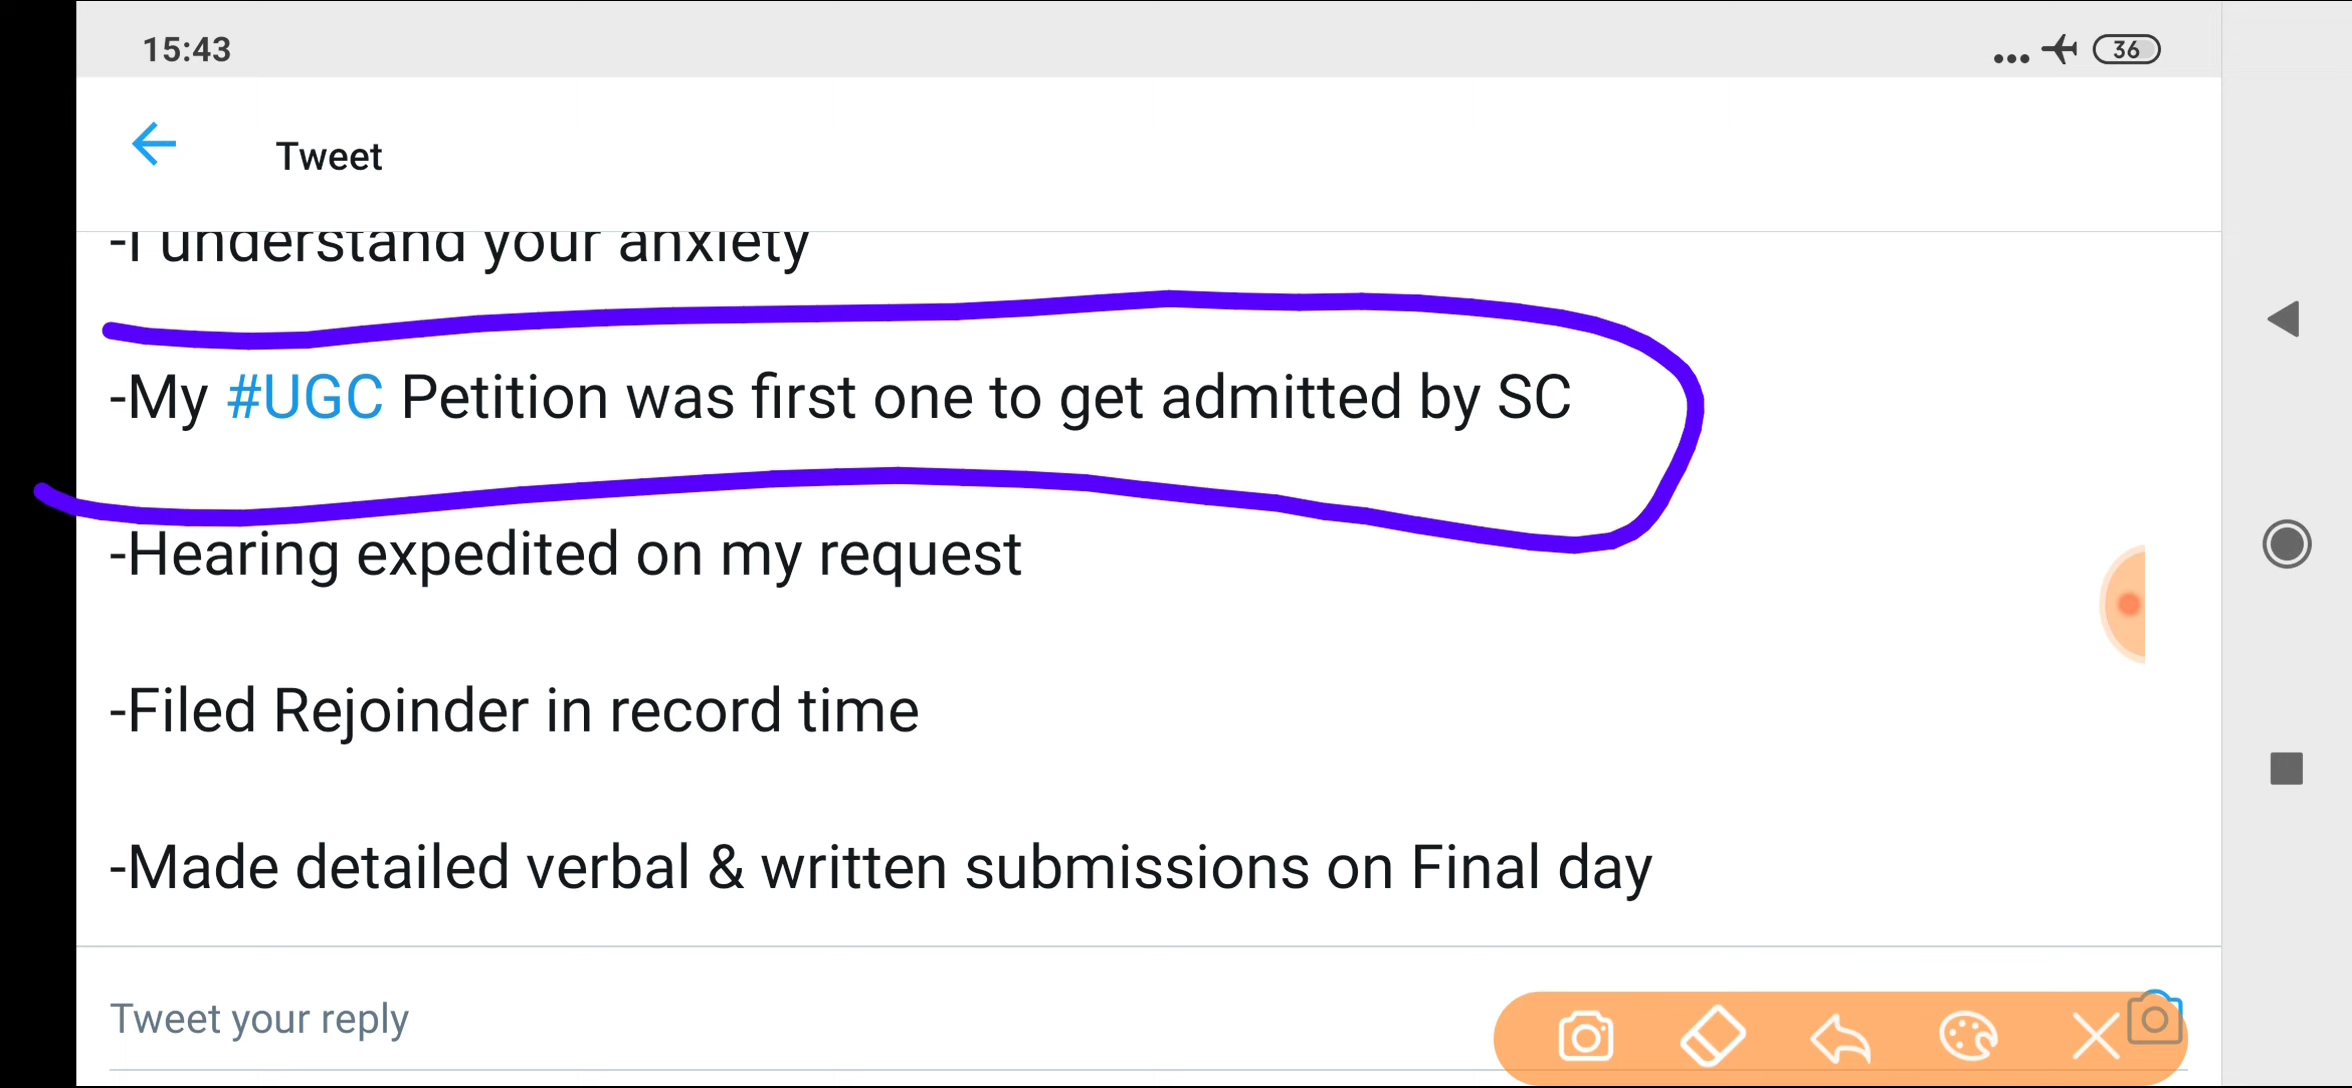 15:43
36
Tweet
-I understand your anxiety
-My #UGC Petition was first one to get admitted by SC
-Hearing expedited on my request
-Filed Rejoinder in record time
-Made detailed verbal & written submissions on Final day
Tweet your reply